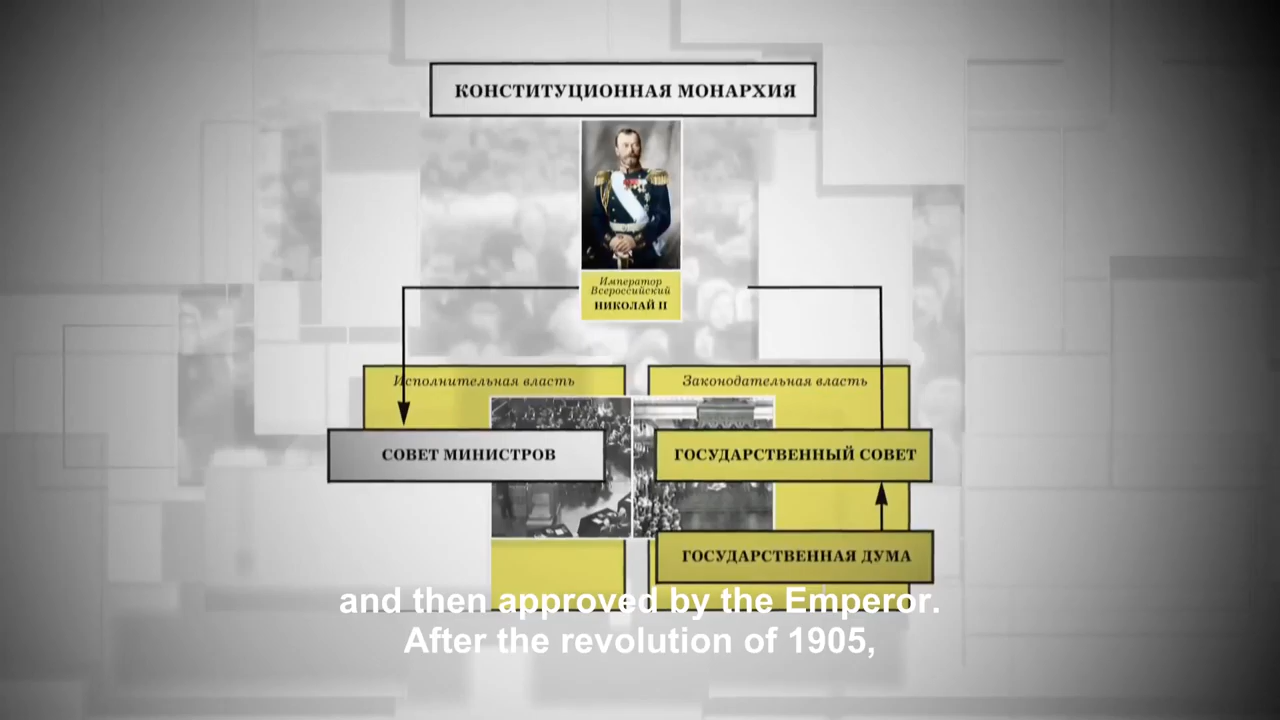 КОНСТИТУЦИОННАЯ МОНАРХИЯ
Император
Всероссийский
НИКОЛАЙ II
Исполнительная власть
Законодательная власть
СОВЕТ МИНИСТРОВ
ГОСУДАРСТВЕННЫЙ СОВЕТ
ГОСУДАРСТВЕННАЯ ДУМА
and then approved by the Emperor.
After the revolution of 1905,